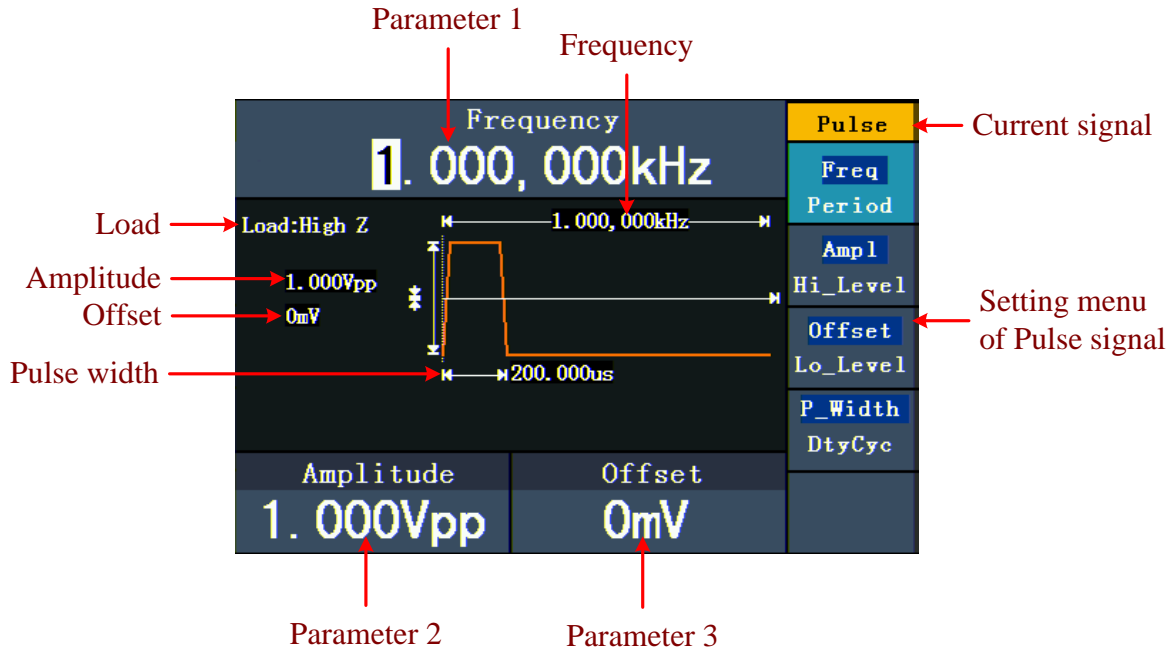 Parameter 1
Frequency
Frequency
1.000,000kHz
Pulse
Current signal
Freq
Period
Load
Load:High Z
1.000,000kHz
Ampl
Hi_Level
Amplitude
1.000Vpp
Offset
0mV
Offset
Lo_Level
Setting menu
of Pulse signal
Pulse width
200.000us
P_Width
DtyCyc
Amplitude
Offset
1.000Vpp
0mV
Parameter 2
Parameter 3